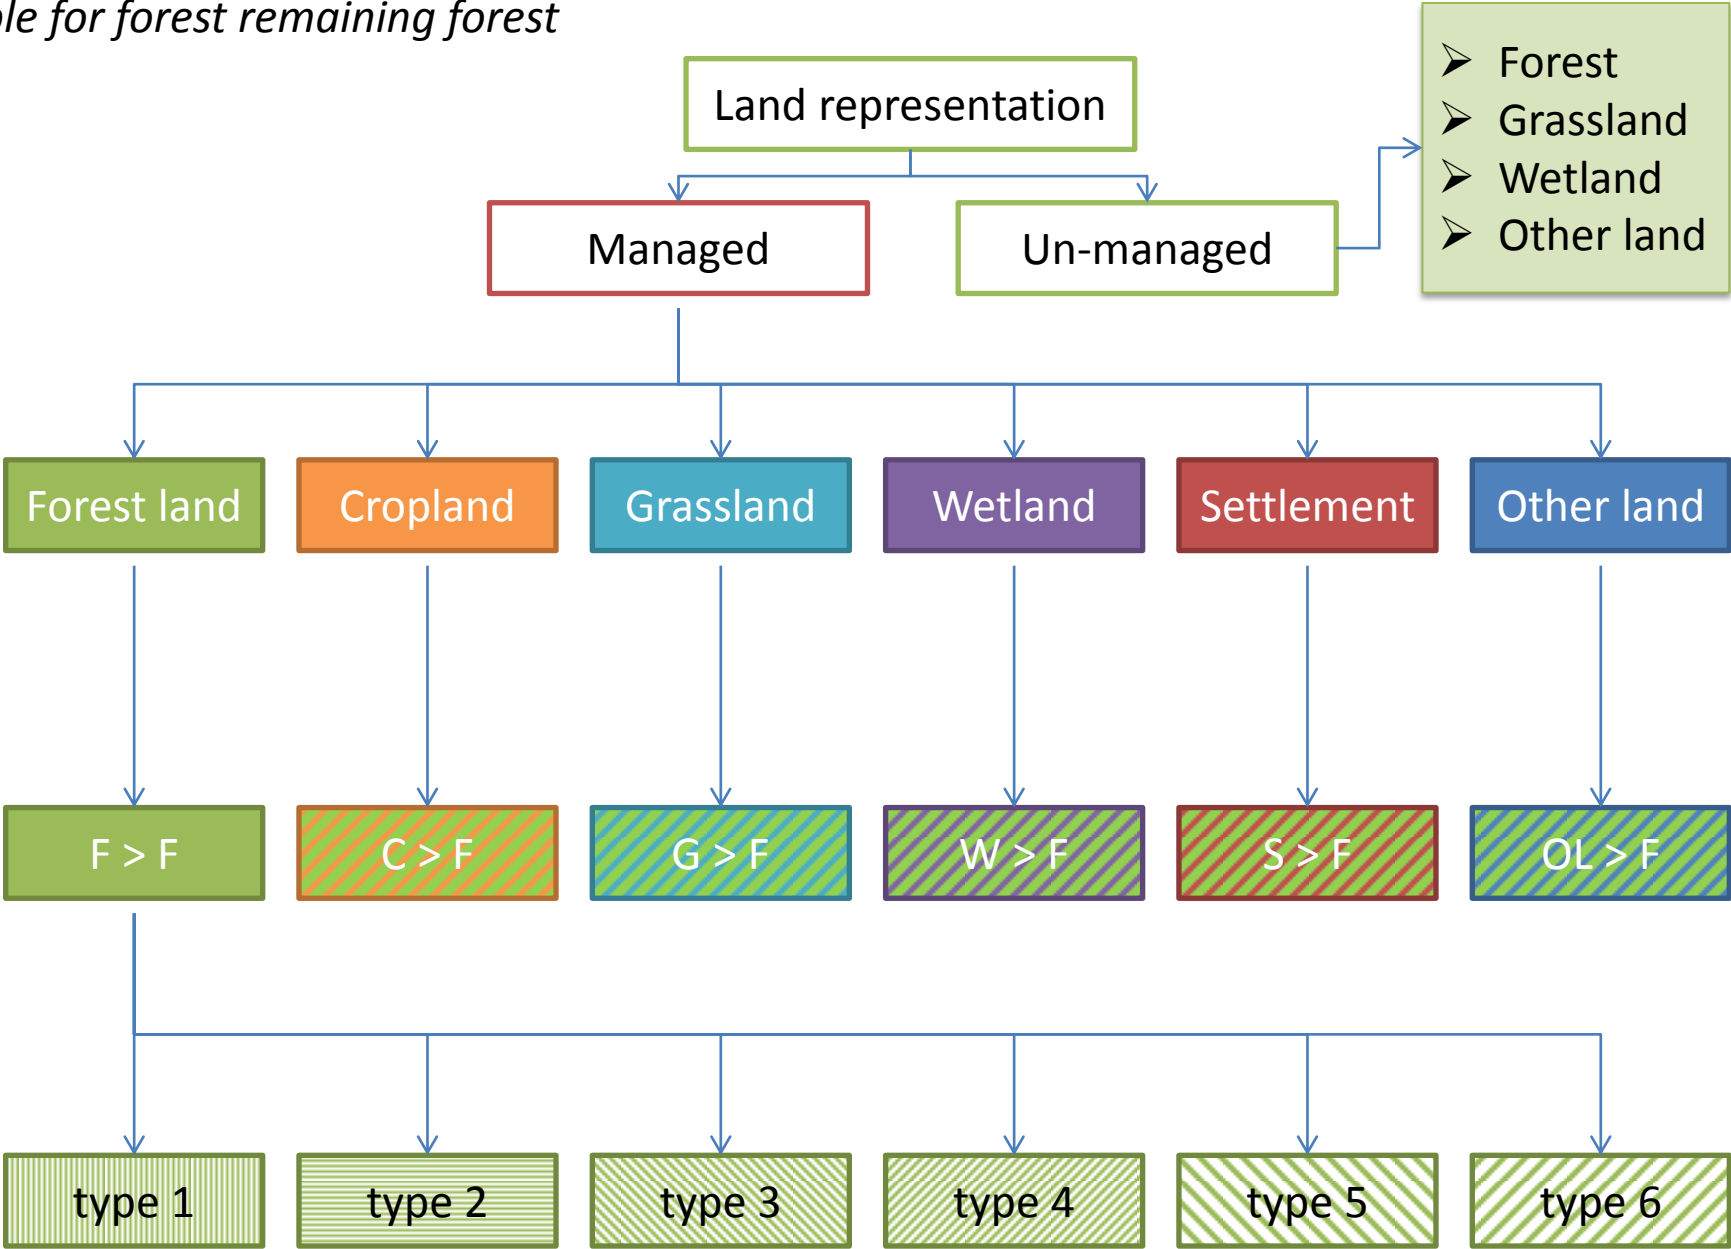 for forest remaining forest
Land representation
Managed
Un-managed
Forest
Grassland
Wetland
Other land
Forest land
Cropland
Grassland
Wetland
Settlement
Other land
F > F
C > F
G > F
W > F
S > F
OL > F
type 1
type 2
type 3
type 4
type 5
type 6